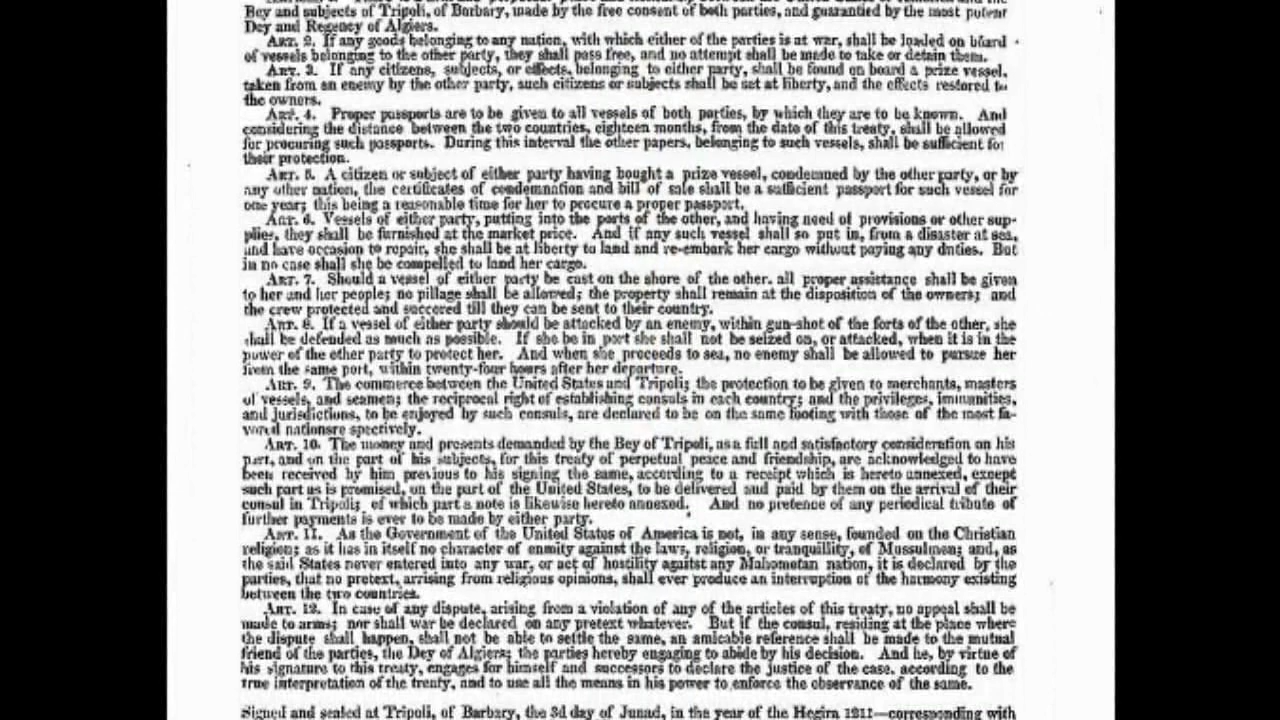 Bey and subjects of Tripoli, of Barbary, made by the free consent of both parties, and guarantied by the most potent
Dey and Regency of Algiers.
ART. 2. If any goods belonging to any nation, with which either of the parties is at war, shall be loaded on board
of vessels belonging to the other party, they shall pass free, and no attempt shall be made to take or detain them.
ART. 3. If any citizens, subjects, or effects, belonging to either party, shall be found on board a prize vessel,
taken from an enemy by the other party, such citizens or subjects shall be set at liberty, and the effects restored to
the owners.
ART. 4. Proper passports are to be given to all vessels of both parties, by which they are to be known. And
considering the distance between the two countries, eighteen months, from the date of this treaty, shall be allowed
for procuring such passports. During this interval the other papers, belonging to such vessels, shall be sufficient for
their protection.
ART. 5. A citizen or subject of either party having bought a prize vessel, condemned by the other party, or by
any other nation, the certificates of condemnation and bill of sale shall be a sufficient passport for such vessel for
one year; this being a reasonable time for her to procure a proper passport.
ART. 6. Vessels of either party, putting into the ports of the other, and having need of provisions or other sup-
plies, they shall be furnished at the market price. And if any such vessel shall so put in, from a disaster at sea,
and have occasion to repair, she shall be at liberty to land and re-embark her cargo without paying any duties. But
in no case shall she be compelled to land her cargo.
ART. 7. Should a vessel of either party be cast on the shore of the other, all proper assistance shall be given
to her and her people; no pillage shall be allowed; the property shall remain at the disposition of the owners; and
the crew protected and succored till they can be sent to their country.
ART. 8. If a vessel of either party should be attacked by an enemy, within gun-shot of the forts of the other, she
shall be defended as much as possible. If she be in port she shall not be seized on, or attacked, when it is in the
power of the other party to protect her. And when she proceeds to sea, no enemy shall be allowed to pursue her
from the same port, within twenty-four hours after her departure.
ART. 9. The commerce between the United States and Tripoli; the protection to be given to merchants, masters
of vessels, and seamen; the reciprocal right of establishing consuls in each country; and the privileges, immunities,
and jurisdictions, to be enjoyed by such consuls, are declared to be on the same footing with those of the most fa-
vored nationsre spectively.
ART. 10. The money and presents demanded by the Bey of Tripoli, as a full and satisfactory consideration on his
part, and on the part of his subjects, for this treaty of perpetual peace and friendship, are acknowledged to have
been received by him previous to his signing the same, according to a receipt which is hereto annexed, except
such part as is promised, on the part of the United States, to be delivered and paid by them on the arrival of their
consul in Tripoli; of which part a note is likewise hereto annexed. And no pretence of any periodical tribute of
further payments is ever to be made by either party.
ART. 11. As the Government of the United States of America is not, in any sense, founded on the Christian
religion; as it has in itself no character of enmity against the laws, religion, or tranquillity, of Mussulmen; and, as
the said States never entered into any war, or act of hostility against any Mahometan nation, it is declared by the
parties, that no pretext, arrising from religious opinions, shall ever produce an interruption of the harmony existing
between the two countries.
ART. 12. In case of any dispute, arising from a violation of any of the articles of this treaty, no appeal shall be
made to arms; nor shall war be declared on any pretext whatever. But if the consul, residing at the place where
the dispute shall happen, shall not be able to settle the same, an amicable reference shall be made to the mutual
friend of the parties, the Dey of Algiers; the parties hereby engaging to abide by his decision. And he, by virtue of
his signature to this treaty, engages for himself and successors to declare the justice of the case, according to the
true interpretation of the treaty, and to use all the means in his power to enforce the observance of the same.
Signed and sealed at Tripoli, of Barbary, the 3d day of Junad, in the year of the Hegira 1211—corresponding with